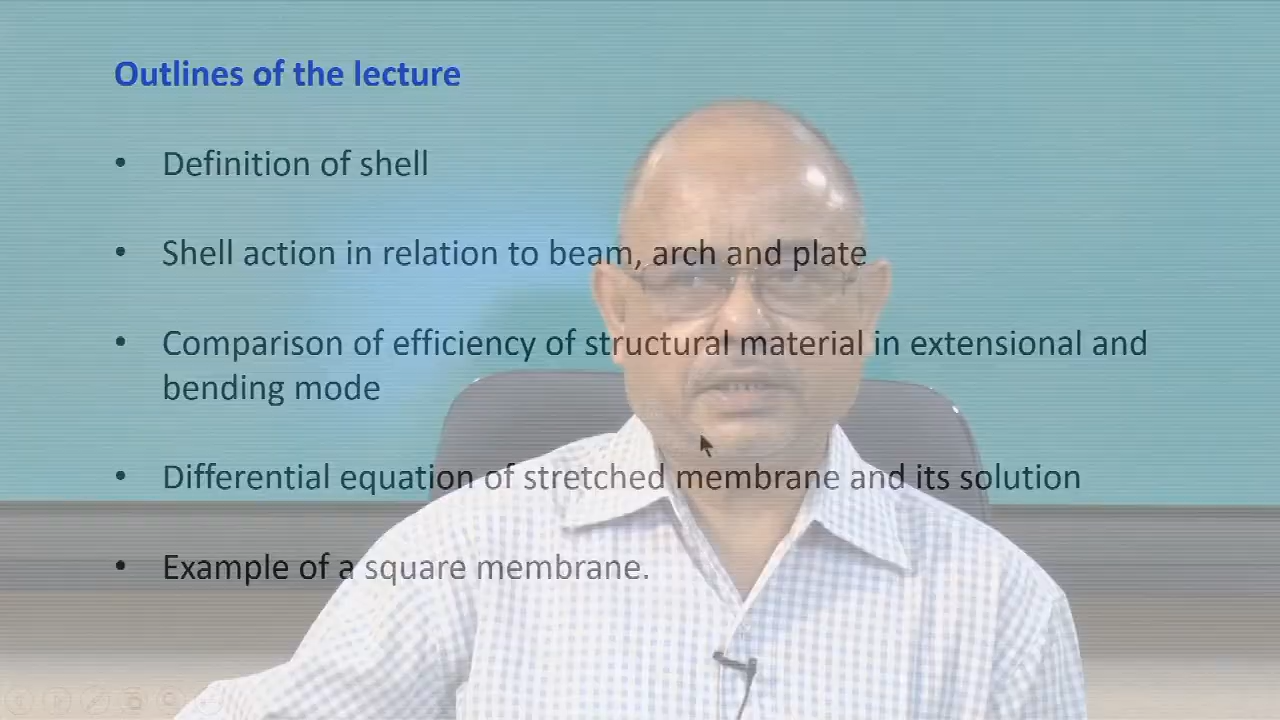 Outlines of the lecture
• Definition of shell
• Shell action in relation to beam, arch and plate
• Comparison of efficiency of structural material in extensional and
bending mode
• Differential equation of stretched membrane and its solution
• Example of a square membrane.